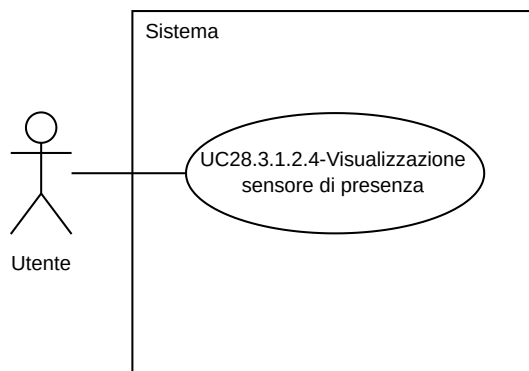 Sistema
UC28.3.1.2.4-Visualizzazione
sensore di presenza
Utente